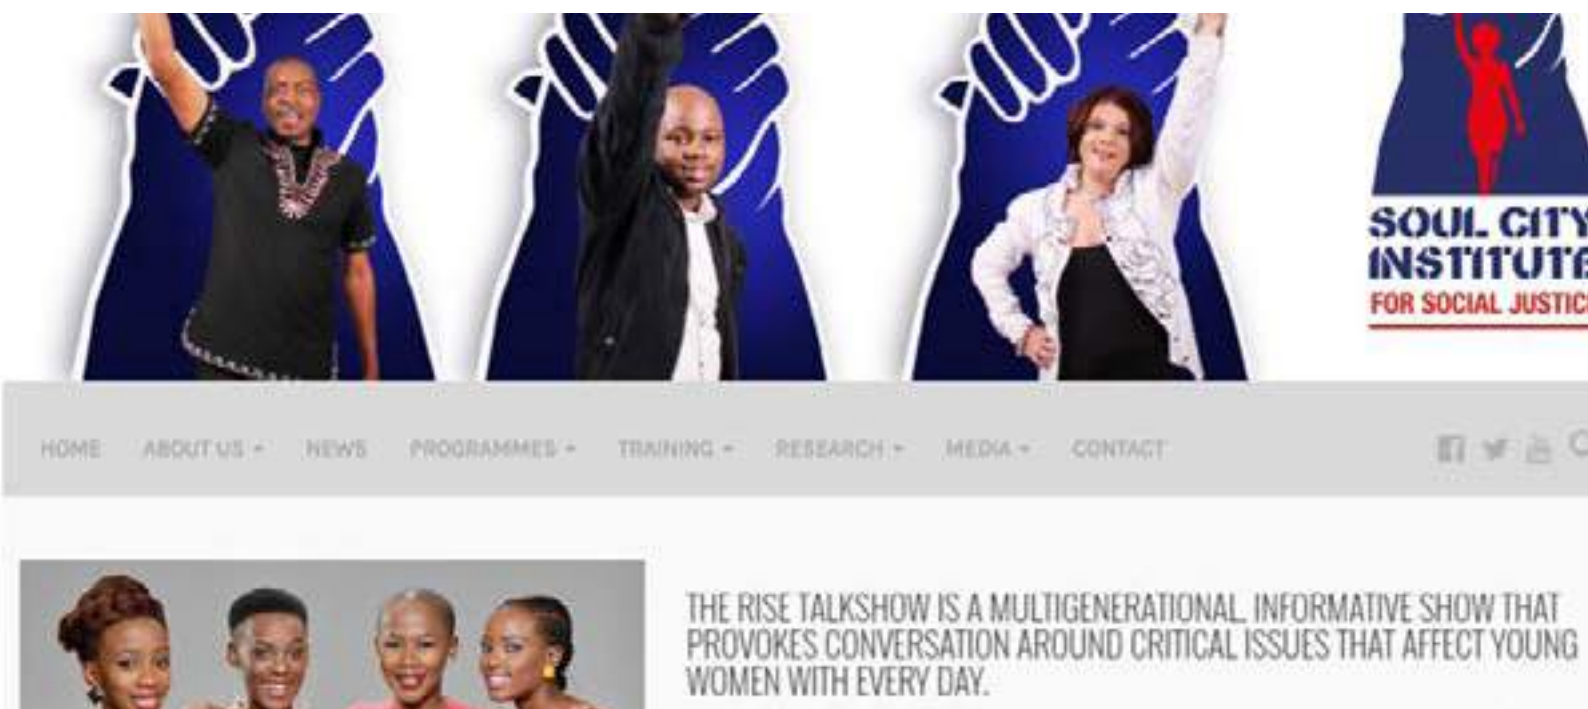 SOUL CITY
INSTITUTE
FOR SOCIAL JUSTICE
HOME ABOUT US NEWS PROGRAMMES TRAINING RESEARCH MEDIA CONTACT
THE RISE TALKSHOW IS A MULTIGENERATIONAL INFORMATIVE SHOW THAT
PROVOKES CONVERSATION AROUND CRITICAL ISSUES THAT AFFECT YOUNG
WOMEN WITH EVERY DAY.